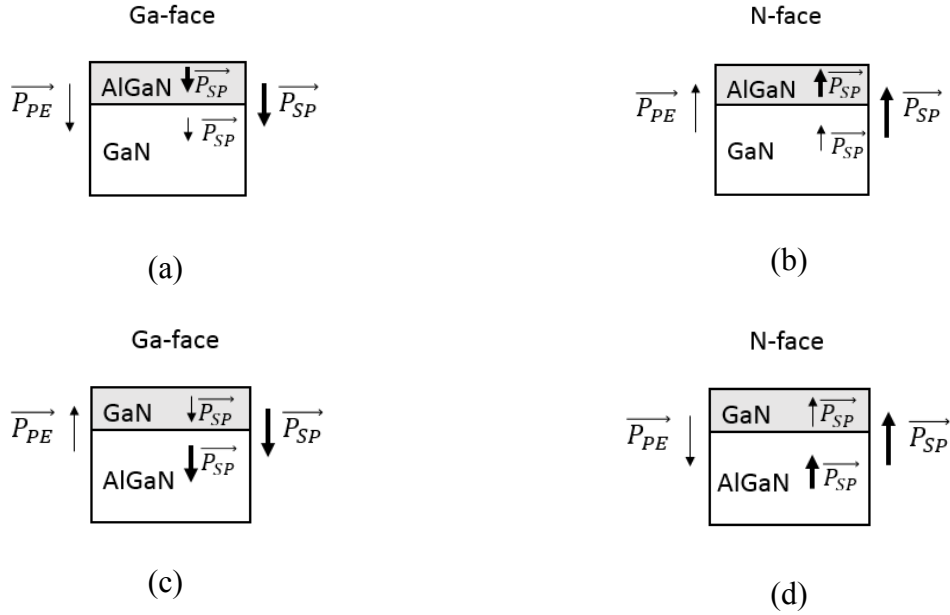 Ga-face
N-face
AlGaN P_SP
P_PE
P_SP
P_SP
GaN
AlGaN P_SP
P_PE
P_SP
P_SP
GaN
(a)
(b)
Ga-face
N-face
GaN P_SP
P_PE
P_SP
P_SP
AlGaN
GaN P_SP
P_PE
P_SP
P_SP
AlGaN
(c)
(d)